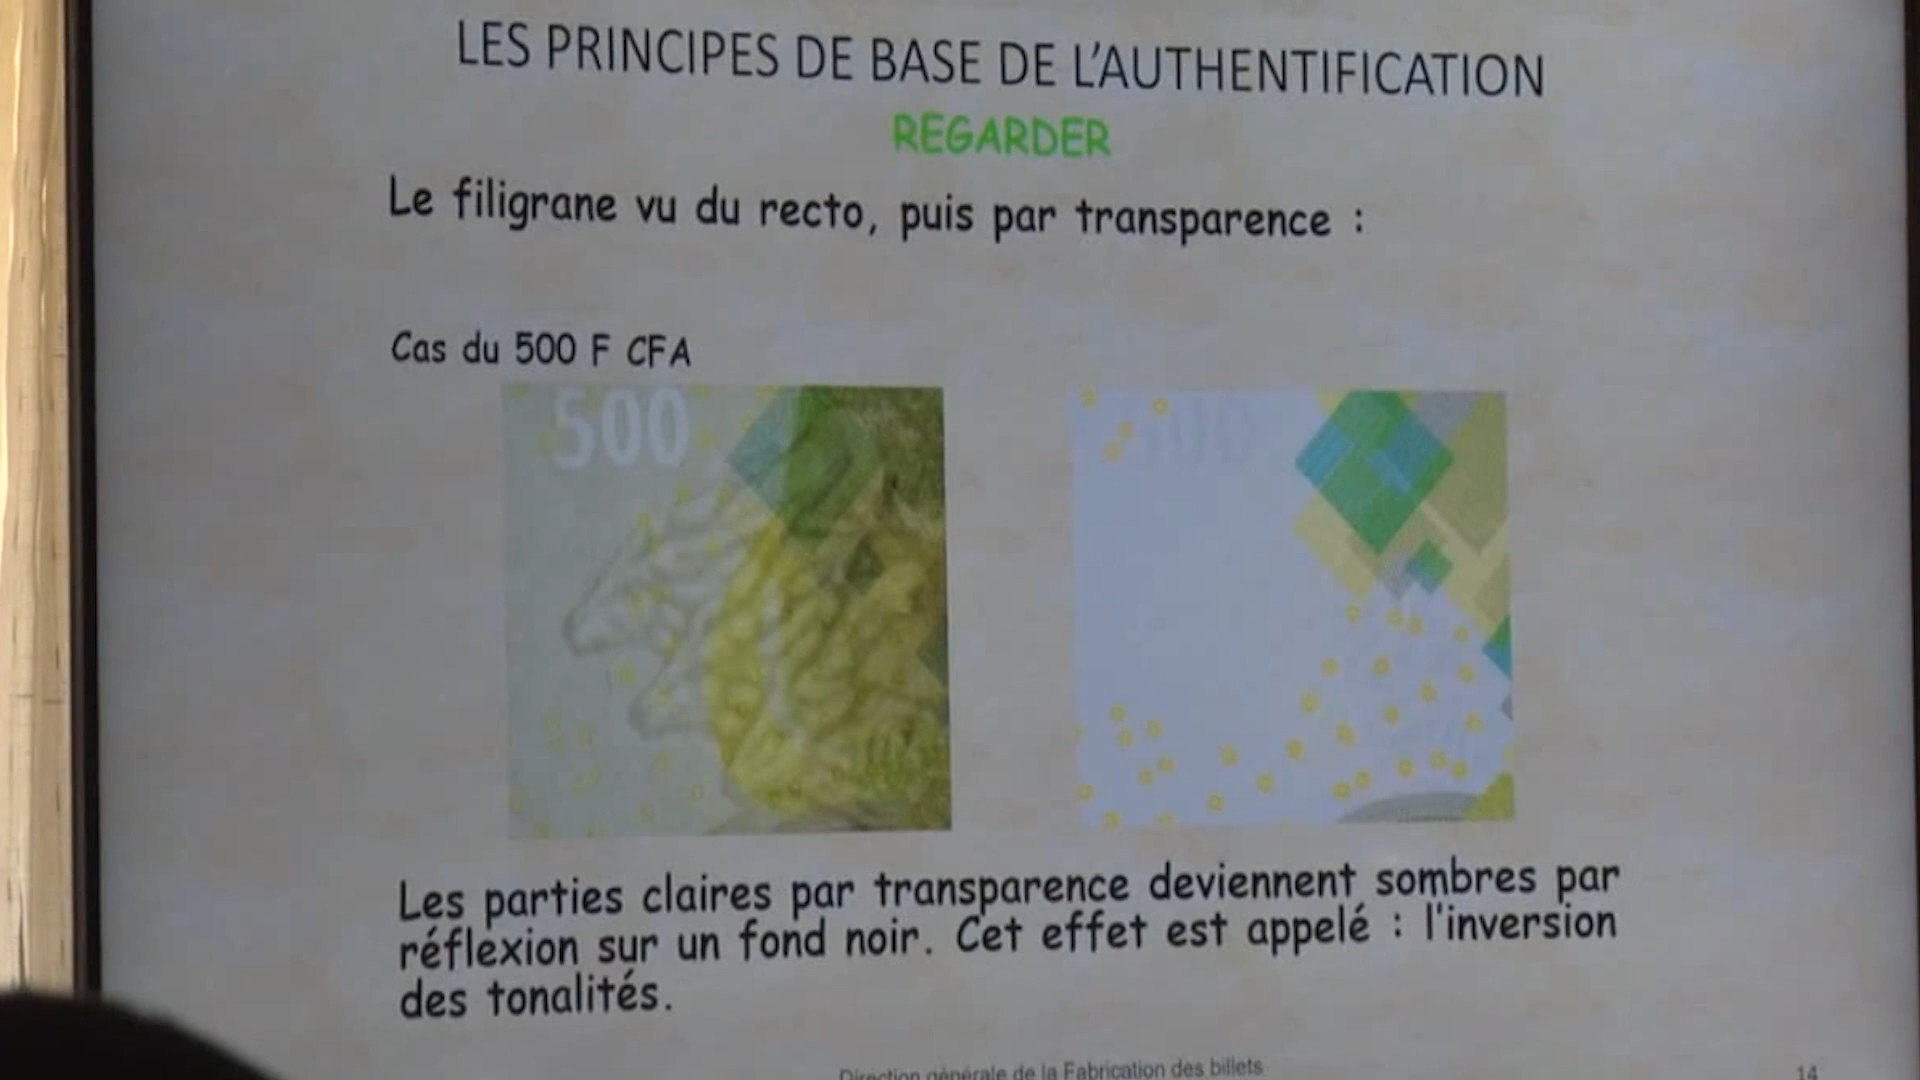 LES PRINCIPES DE BASE DE L'AUTHENTIFICATION
REGARDER
Le filigrane vu du recto, puis par transparence :
Cas du 500 F CFA
500
500
Les parties claires par transparence deviennent sombres par
réflexion sur un fond noir. Cet effet est appelé : l'inversion
des tonalités.
Direction générale de la Fabrication des billets
14